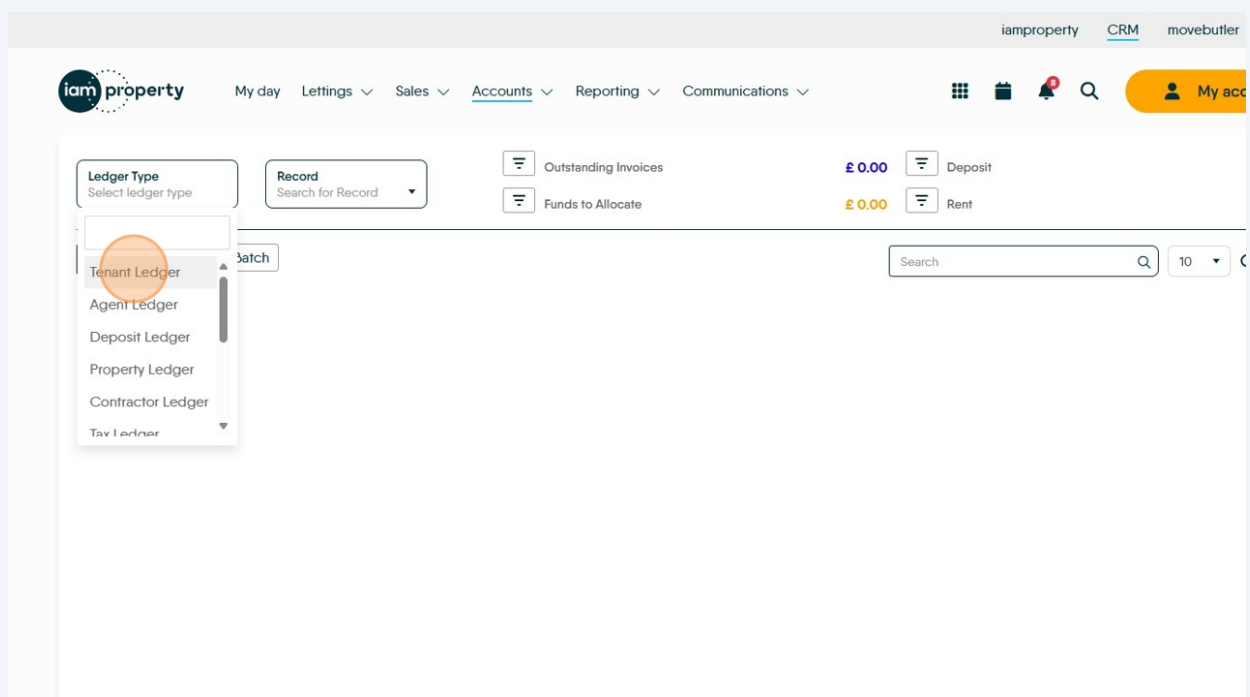 iamproperty CRM movebutler
iam property My day Lettings Sales Accounts Reporting Communications 8 My acc
Ledger Type
Select ledger type
Record
Search for Record
Outstanding Invoices £ 0.00 Deposit
Funds to Allocate £ 0.00 Rent
Batch
Search 10
Tenant Ledger
Agent Ledger
Deposit Ledger
Property Ledger
Contractor Ledger
Tax Ledger